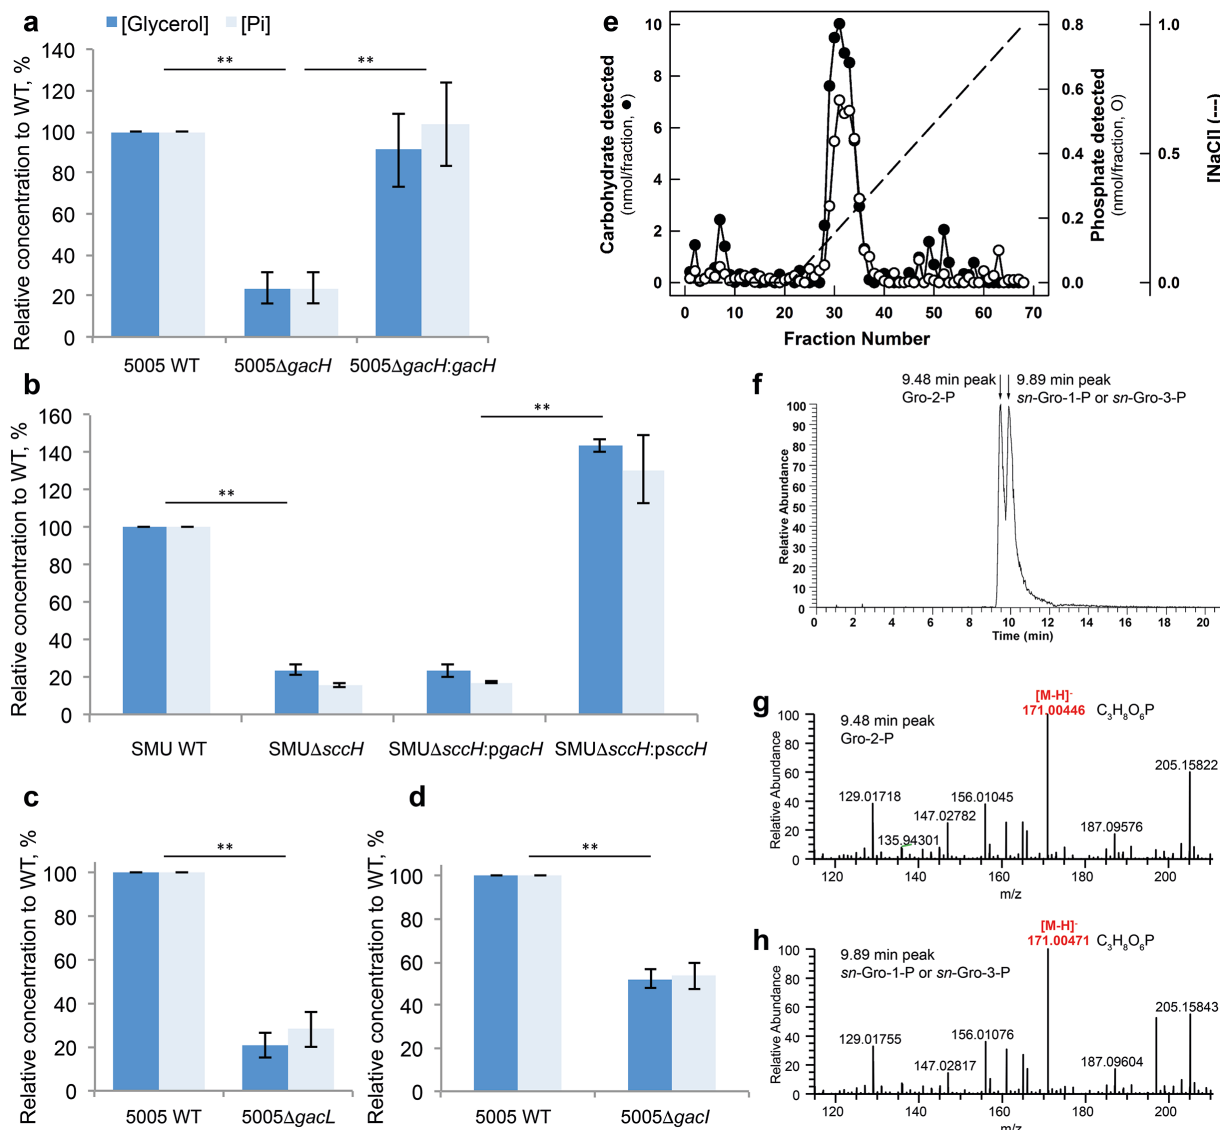 a
[Glycerol] [Pi]
Relative concentration to WT, %
140
120
100
80
60
40
20
0
** **
5005 WT 5005ΔgacH 5005ΔgacH:gacH
b
Relative concentration to WT, %
160
140
120
100
80
60
40
20
0
** **
SMU WT SMUΔsccH SMUΔsccH:pgacH SMUΔsccH:psccH
c
Relative concentration to WT, %
100
80
60
40
20
0
**
5005 WT 5005ΔgacL
d
Relative concentration to WT, %
100
80
60
40
20
0
**
5005 WT 5005ΔgacI
e
Carbohydrate detected
(nmol/fraction, ●)
10
8
6
4
2
0
0 10 20 30 40 50 60 70
Fraction Number
0.8
0.6
0.4
0.2
0.0
Phosphate detected
(nmol/fraction, O)
1.0
0.5
0.0
[NaCl] (---)
f
9.48 min peak
Gro-2-P
9.89 min peak
sn-Gro-1-P or sn-Gro-3-P
Relative Abundance
100
90
80
70
60
50
40
30
20
10
0
0 2 4 6 8 10 12 14 16 18 20
Time (min)
g
9.48 min peak
Gro-2-P
[M-H]-
171.00446 C3H8O6P
Relative Abundance
100
80
60
40
20
0
129.01718
135.94301
147.02782
156.01045
187.09576
205.15822
120 140 160 180 200
m/z
h
9.89 min peak
sn-Gro-1-P or sn-Gro-3-P
[M-H]-
171.00471 C3H8O6P
Relative Abundance
100
80
60
40
20
0
129.01755
147.02817
156.01076
187.09604
205.15843
120 140 160 180 200
m/z